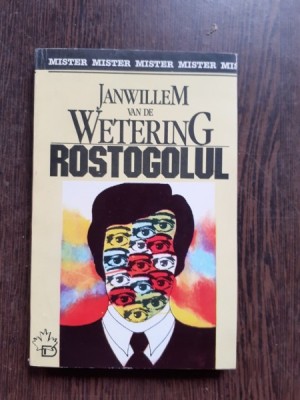 MISTER MISTER MISTER MISTER MI
JANWILLEM
VAN DE
WETERING
ROSTOGOLUL